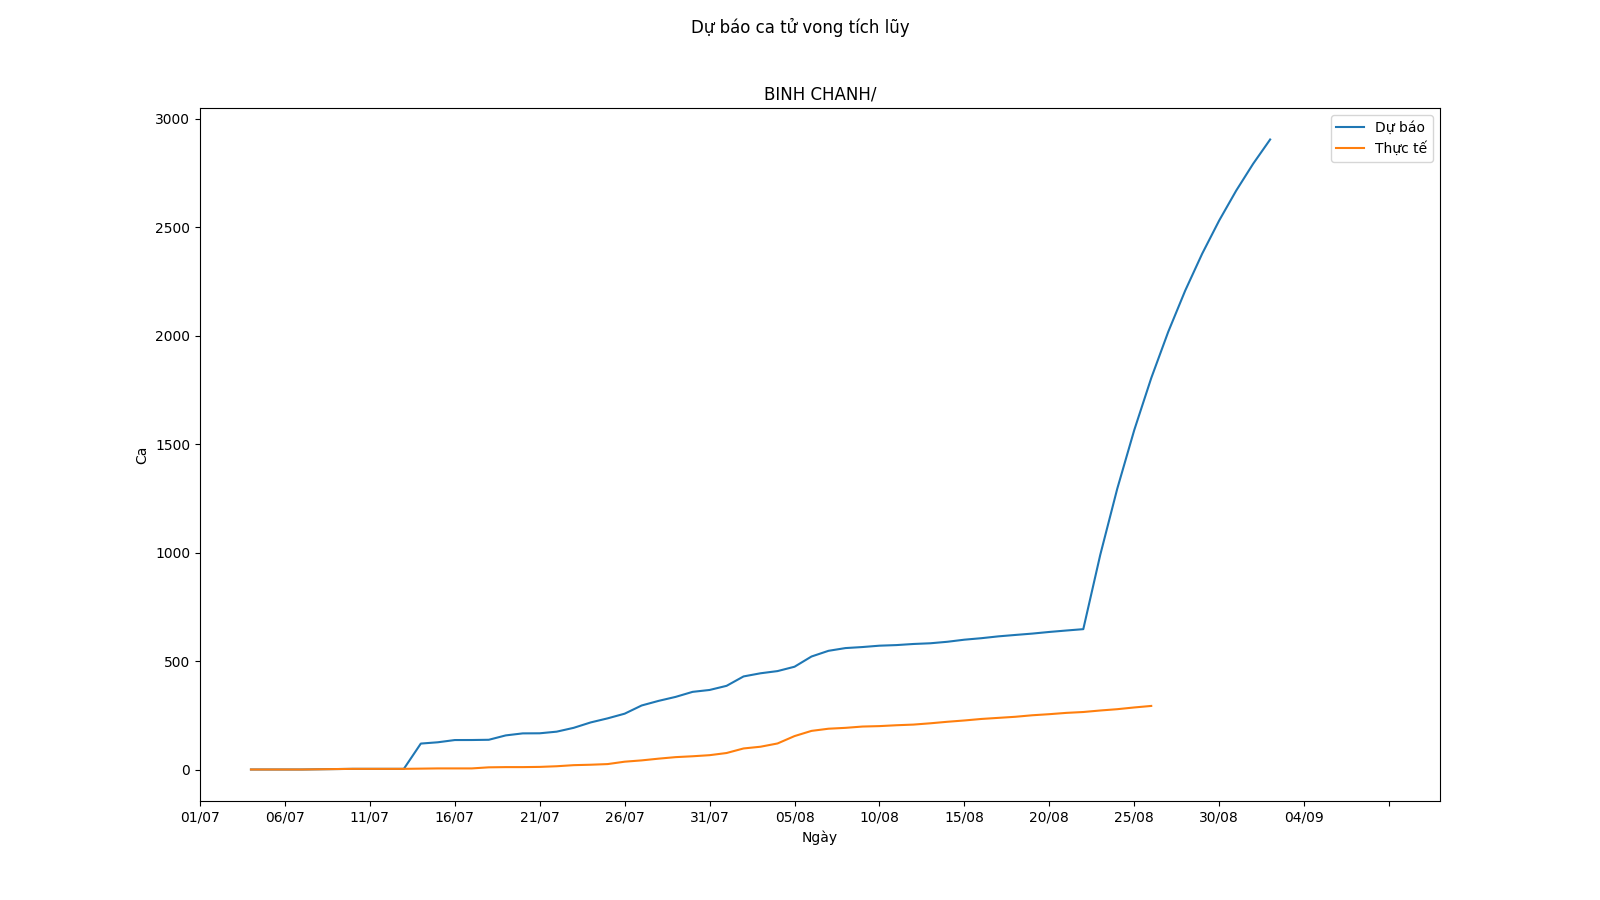 Dự báo ca tử vong tích lũy
BINH CHANH/
Dự báo
Thực tế
3000
2500
2000
1500
1000
500
0
Ca
01/07 06/07 11/07 16/07 21/07 26/07 31/07 05/08 10/08 15/08 20/08 25/08 30/08 04/09
Ngày